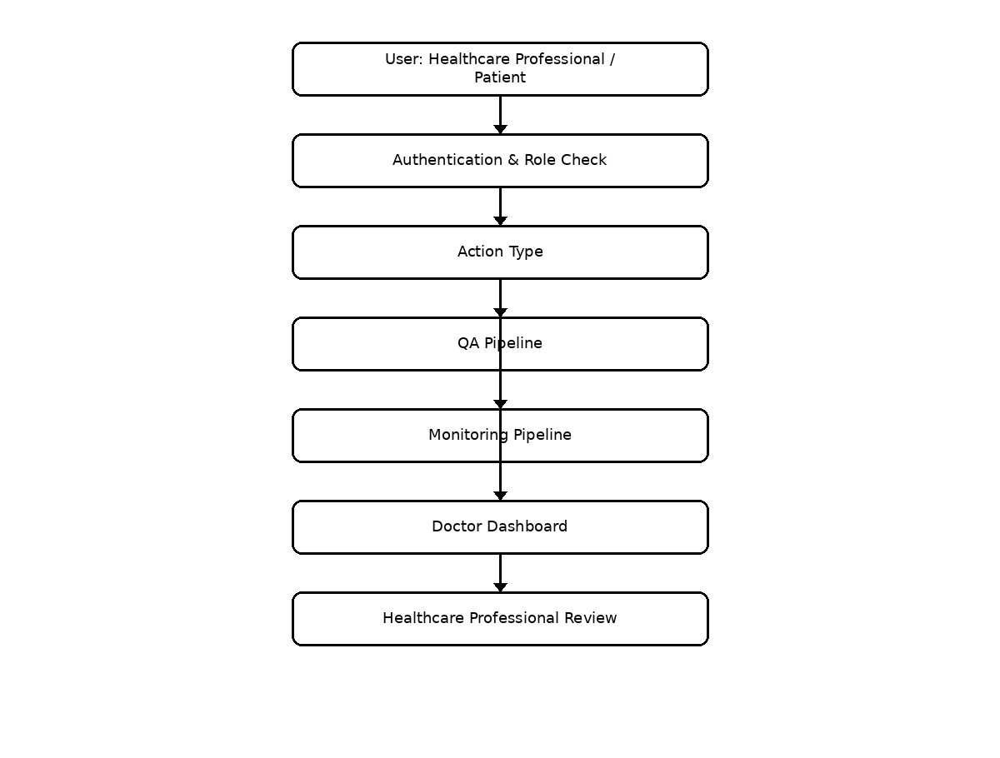 User: Healthcare Professional /
Patient
Authentication & Role Check
Action Type
QA Pipeline
Monitoring Pipeline
Doctor Dashboard
Healthcare Professional Review